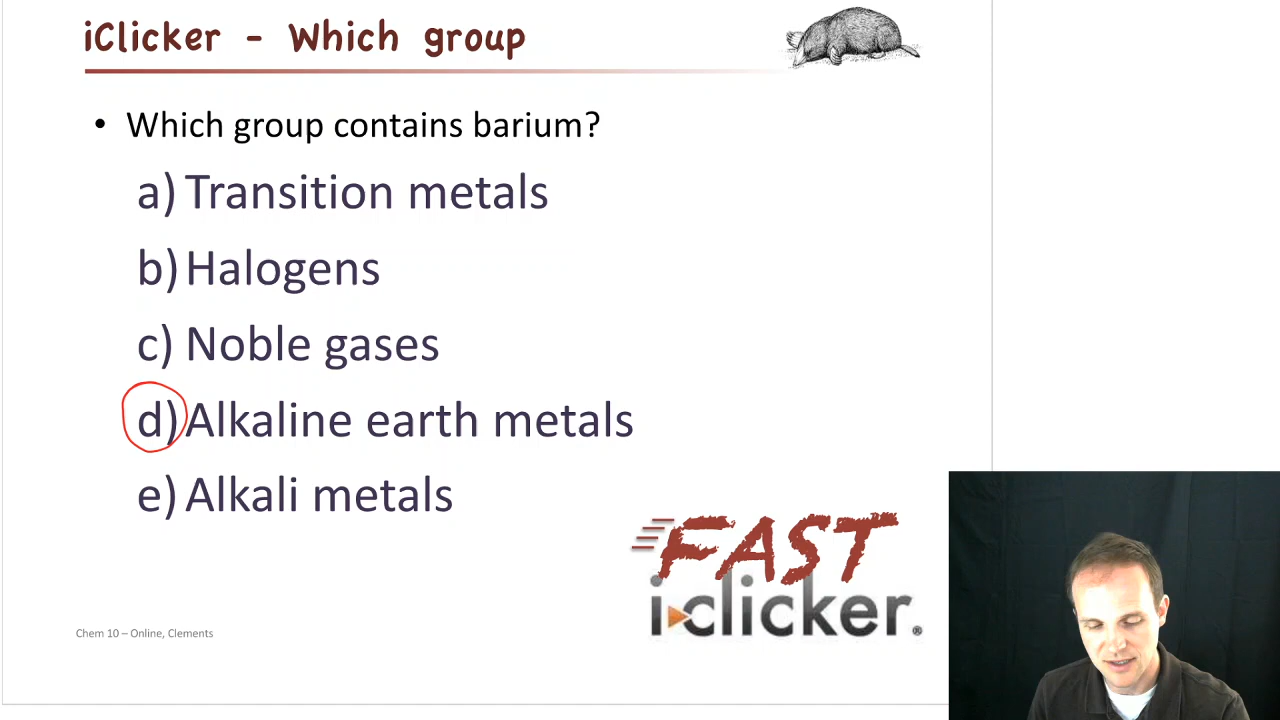 iClicker - Which group
• Which group contains barium?
a) Transition metals
b) Halogens
c) Noble gases
d) Alkaline earth metals
e) Alkali metals
FAST
iclicker®
Chem 10 – Online, Clements